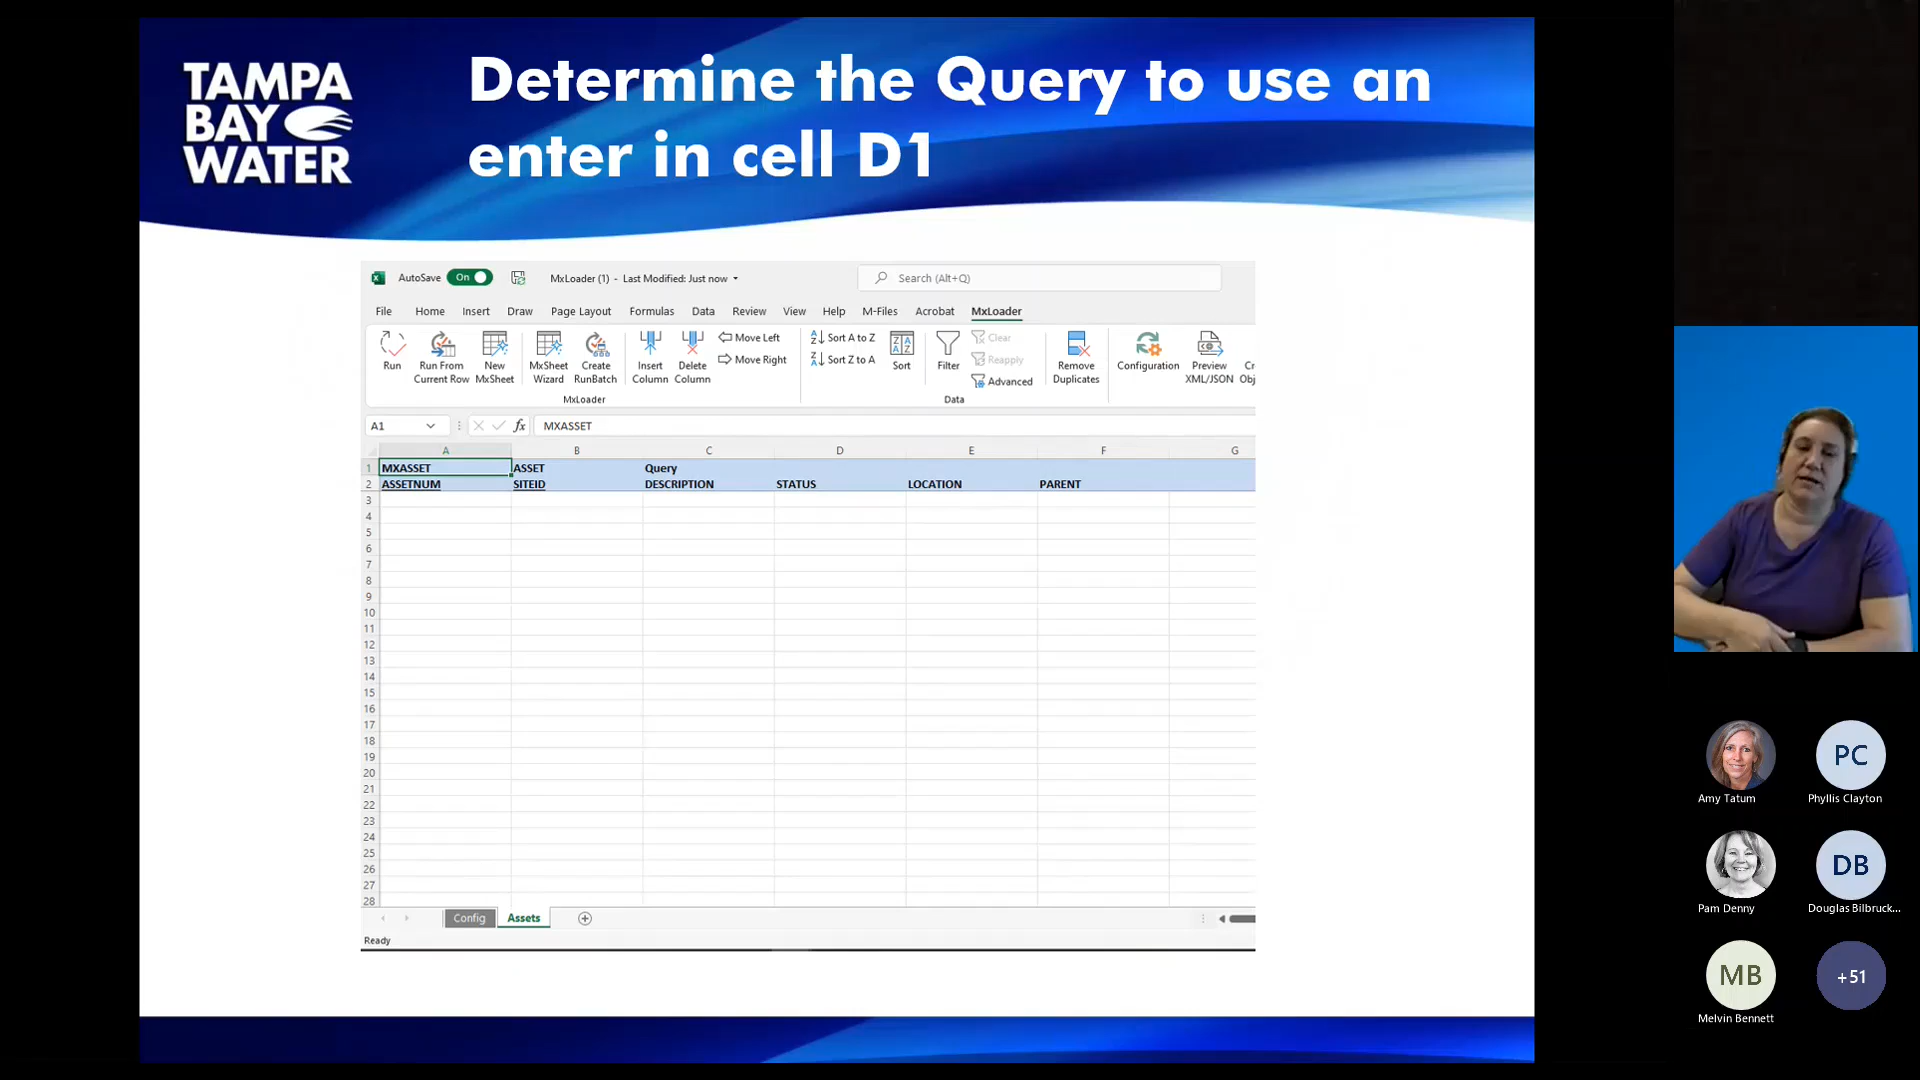 TAMPA
BAY
WATER
Determine the Query to use an
enter in cell D1
AutoSave On MxLoader (1) - Last Modified: Just now Search (Alt+Q)
File Home Insert Draw Page Layout Formulas Data Review View Help M-Files Acrobat MxLoader
Run
Run From
Current Row
New
MxSheet
MxSheet
Wizard
Create
RunBatch
Insert
Column
Delete
Column
Move Left
Move Right
MxLoader
Sort A to Z
Sort Z to A
Sort
Filter
Clear
Reapply
Advanced
Remove
Duplicates
Data
Configuration
Preview
XML/JSON
Cr
Obj
A1 fx MXASSET
A B C D E F G
1 MXASSET ASSET Query
2 ASSETNUM SITEID DESCRIPTION STATUS LOCATION PARENT
3
4
5
6
7
8
9
10
11
12
13
14
15
16
17
18
19
20
21
22
23
24
25
26
27
28
Config Assets
Ready
Amy Tatum
PC
Phyllis Clayton
Pam Denny
DB
Douglas Bilbruck...
MB
Melvin Bennett
+51